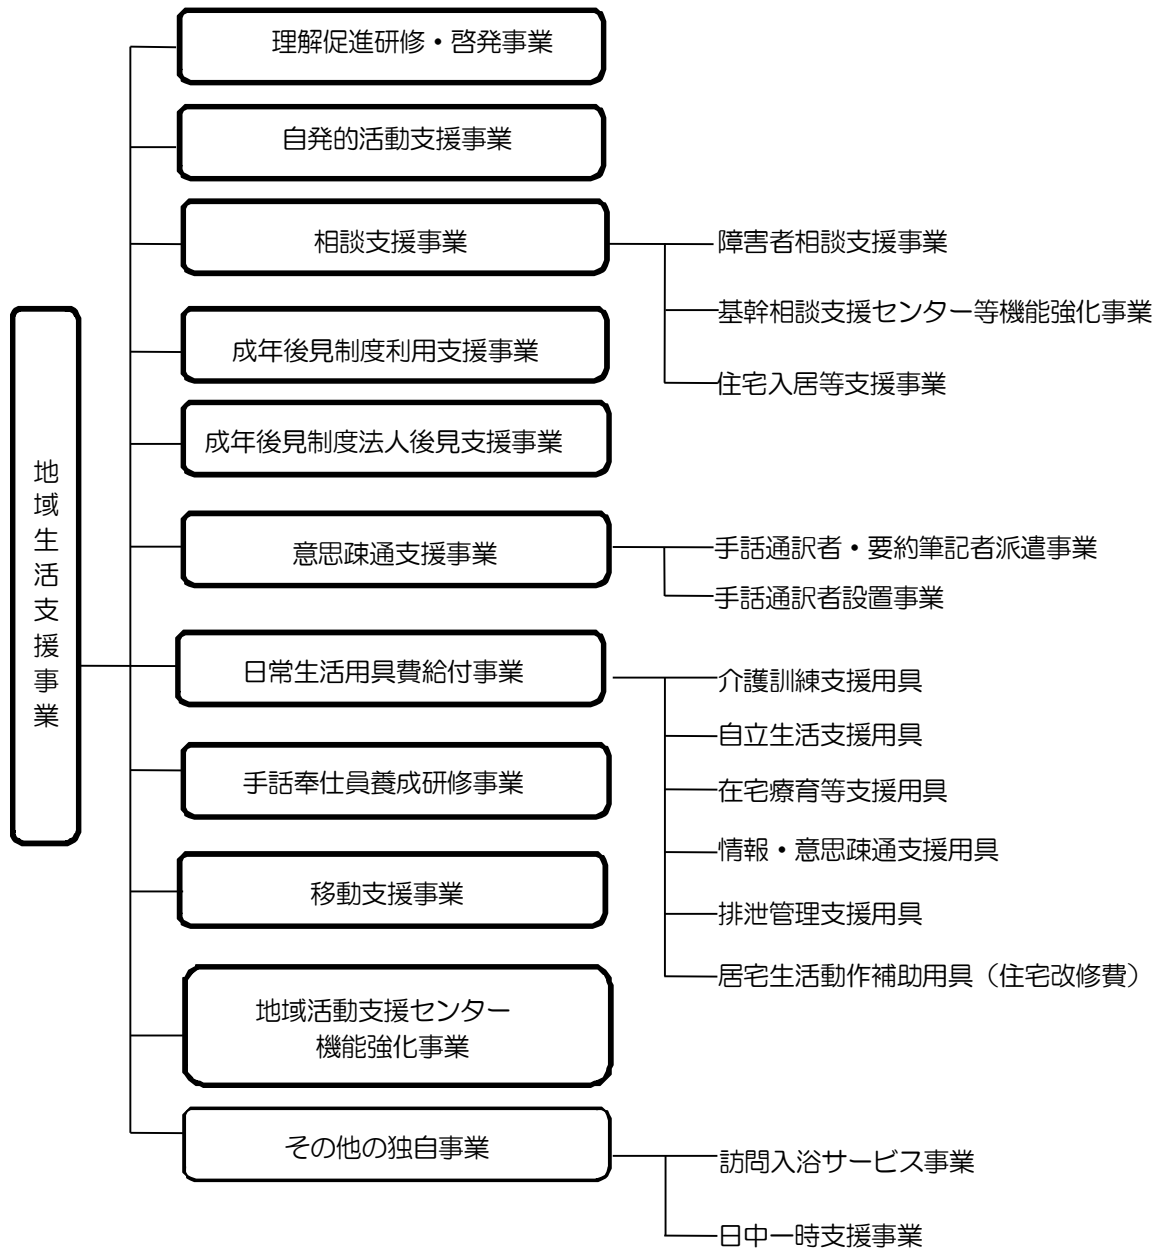 地域生活支援事業
理解促進研修・啓発事業
自発的活動支援事業
相談支援事業
障害者相談支援事業
基幹相談支援センター等機能強化事業
住宅入居等支援事業
成年後見制度利用支援事業
成年後見制度法人後見支援事業
意思疎通支援事業
手話通訳者・要約筆記者派遣事業
手話通訳者設置事業
日常生活用具費給付事業
介護訓練支援用具
自立生活支援用具
在宅療育等支援用具
情報・意思疎通支援用具
排泄管理支援用具
居宅生活動作補助用具（住宅改修費）
手話奉仕員養成研修事業
移動支援事業
地域活動支援センター
機能強化事業
その他の独自事業
訪問入浴サービス事業
日中一時支援事業